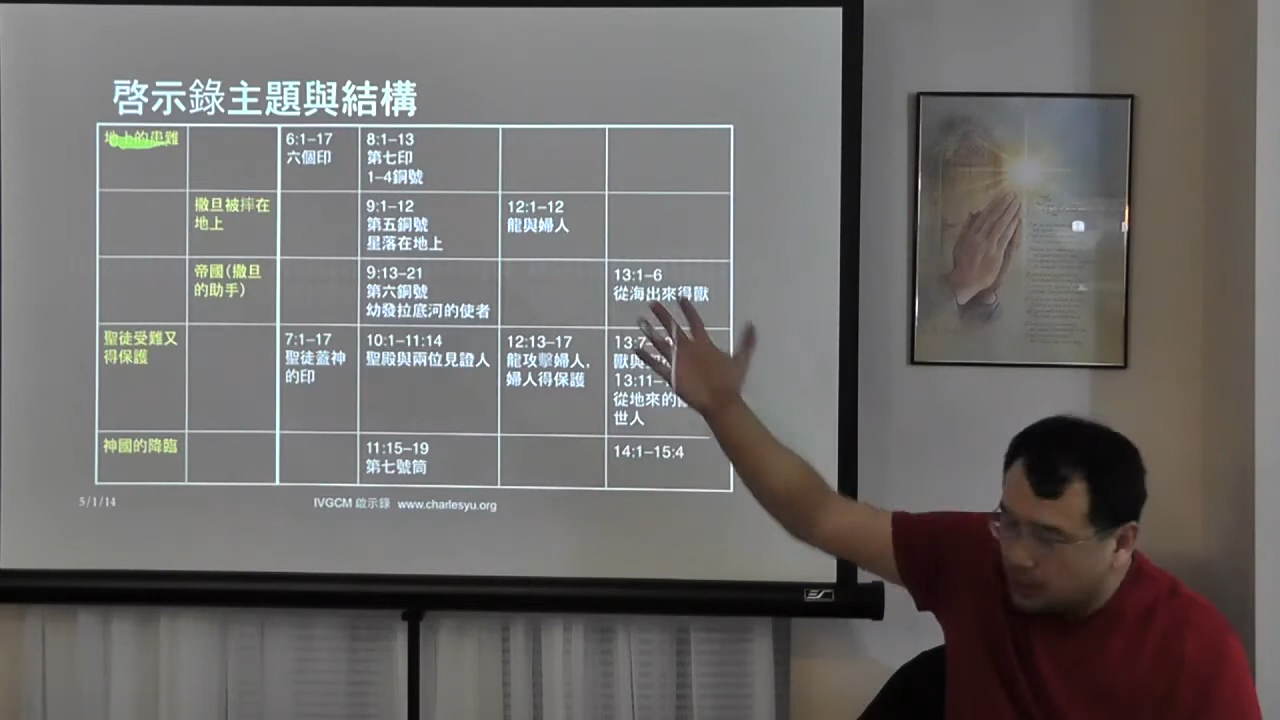 啓示錄主題與結構
地上的患難
6:1–17
六個印
8:1–13
第七印
1–4銅號
撒旦被摔在
地上
9:1–12
第五銅號
星落在地上
12:1–12
龍與婦人
帝國(撒旦
的助手)
9:13–21
第六銅號
幼發拉底河的使者
13:1–6
從海出來得獸
聖徒受難又
得保護
7:1–17
聖徒蓋神
的印
10:1–11:14
聖殿與兩位見證人
12:13–17
龍攻擊婦人,
婦人得保護
13:7
獸與
13:11–
從地來的
世人
神國的降臨
11:15–19
第七號筒
14:1–15:4
5/1/14
IVGCM 啟示錄 www.charlesyu.org